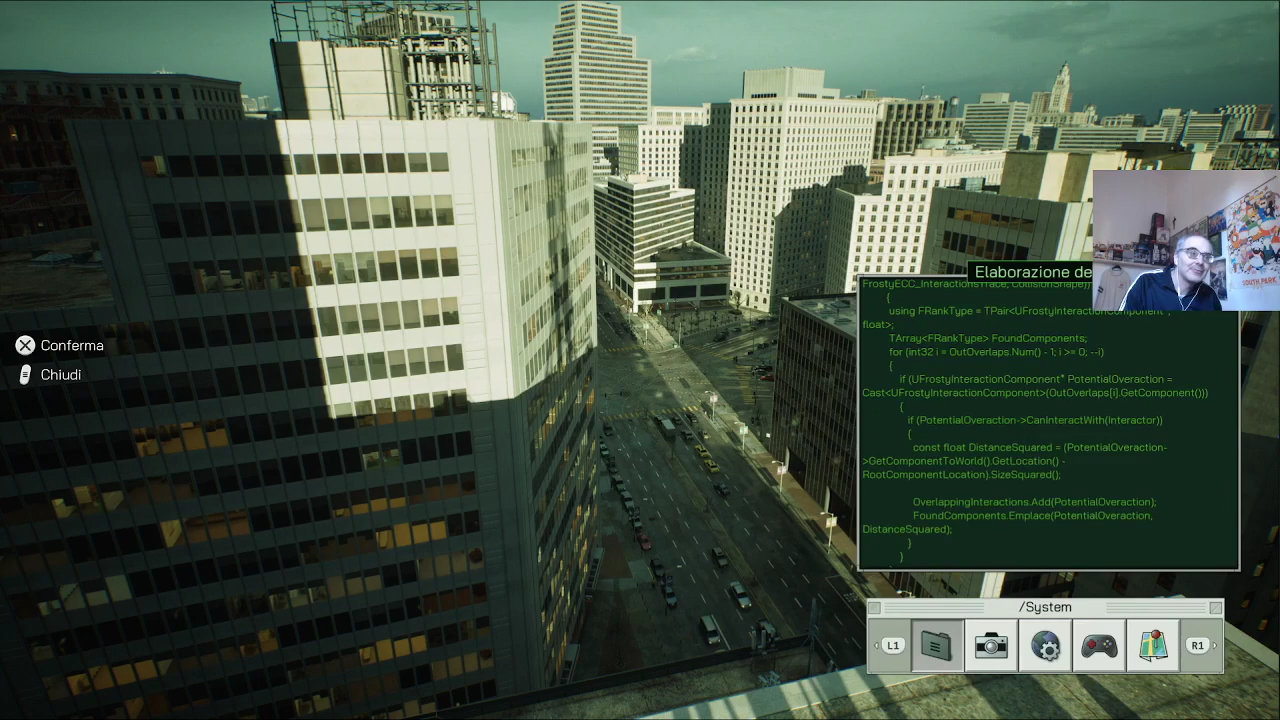 Conferma
Chiudi
Elaborazione de
FrostyECC_InteractionsTrace, CollisionShape))
{
using FRankType = TPair<UFrostyInteractionComponent*,
float>;
TArray<FRankType> FoundComponents;
for (int32 i = OutOverlaps.Num() - 1; i >= 0; --i)
{
if (UFrostyInteractionComponent* PotentialOveraction =
Cast<UFrostyInteractionComponent>(OutOverlaps[i].GetComponent()))
{
if (PotentialOveraction->CanInteractWith(Interactor))
{
const float DistanceSquared = (PotentialOveraction-
>GetComponentToWorld().GetLocation() -
RootComponentLocation).SizeSquared();
OverlappingInteractions.Add(PotentialOveraction);
FoundComponents.Emplace(PotentialOveraction,
DistanceSquared);
}
}
SOUTH PARK
/System
L1
R1